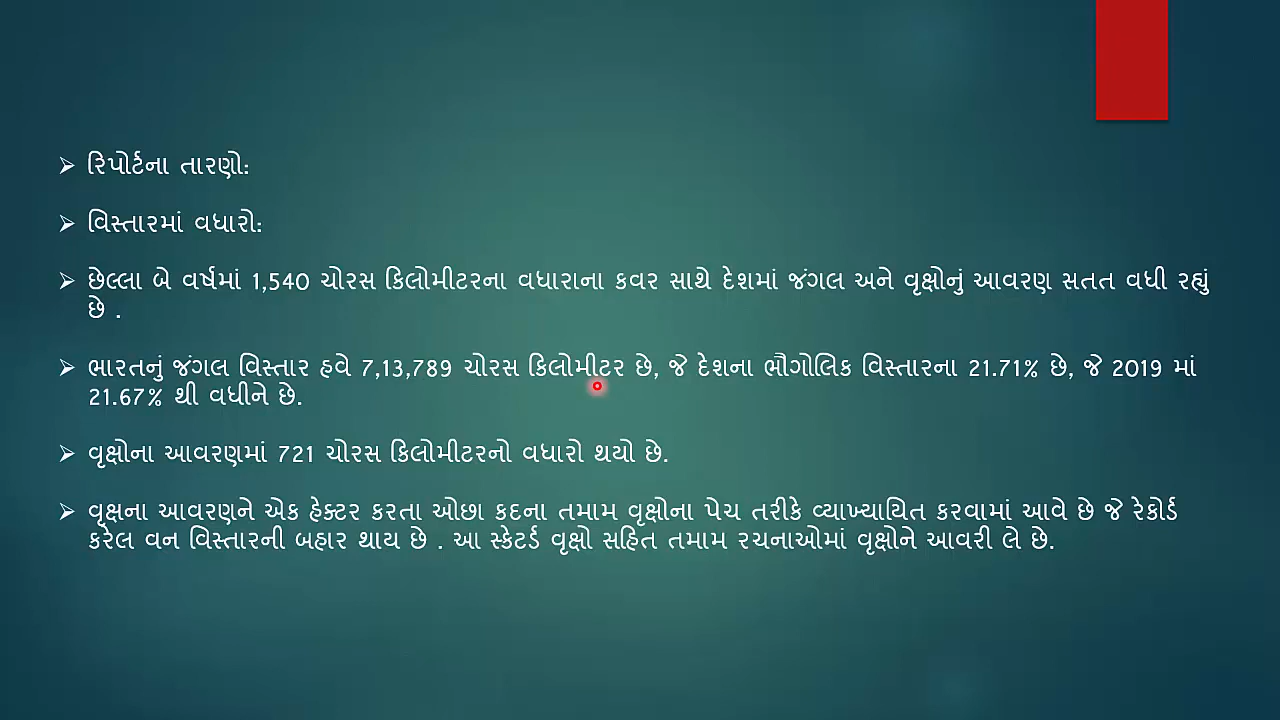 રિપોર્ટના તારણો:
વિસ્તારમાં વધારો:
છેલ્લા બે વર્ષમાં 1,540 ચોરસ કિલોમીટરના વધારાના કવર સાથે દેશમાં જંગલ અને વૃક્ષોનું આવરણ સતત વધી રહ્યું
છે .
ભારતનું જંગલ વિસ્તાર હવે 7,13,789 ચોરસ કિલોમીટર છે, જે દેશના ભૌગોલિક વિસ્તારના 21.71% છે, જે 2019 માં
21.67% થી વધીને છે.
વૃક્ષોના આવરણમાં 721 ચોરસ કિલોમીટરનો વધારો થયો છે.
વૃક્ષના આવરણને એક હેક્ટર કરતા ઓછા કદના તમામ વૃક્ષોના પેચ તરીકે વ્યાખ્યાયિત કરવામાં આવે છે જે રેકોર્ડ
કરેલ વન વિસ્તારની બહાર થાય છે . આ સ્કેટર્ડ વૃક્ષો સહિત તમામ રચનાઓમાં વૃક્ષોને આવરી લે છે.